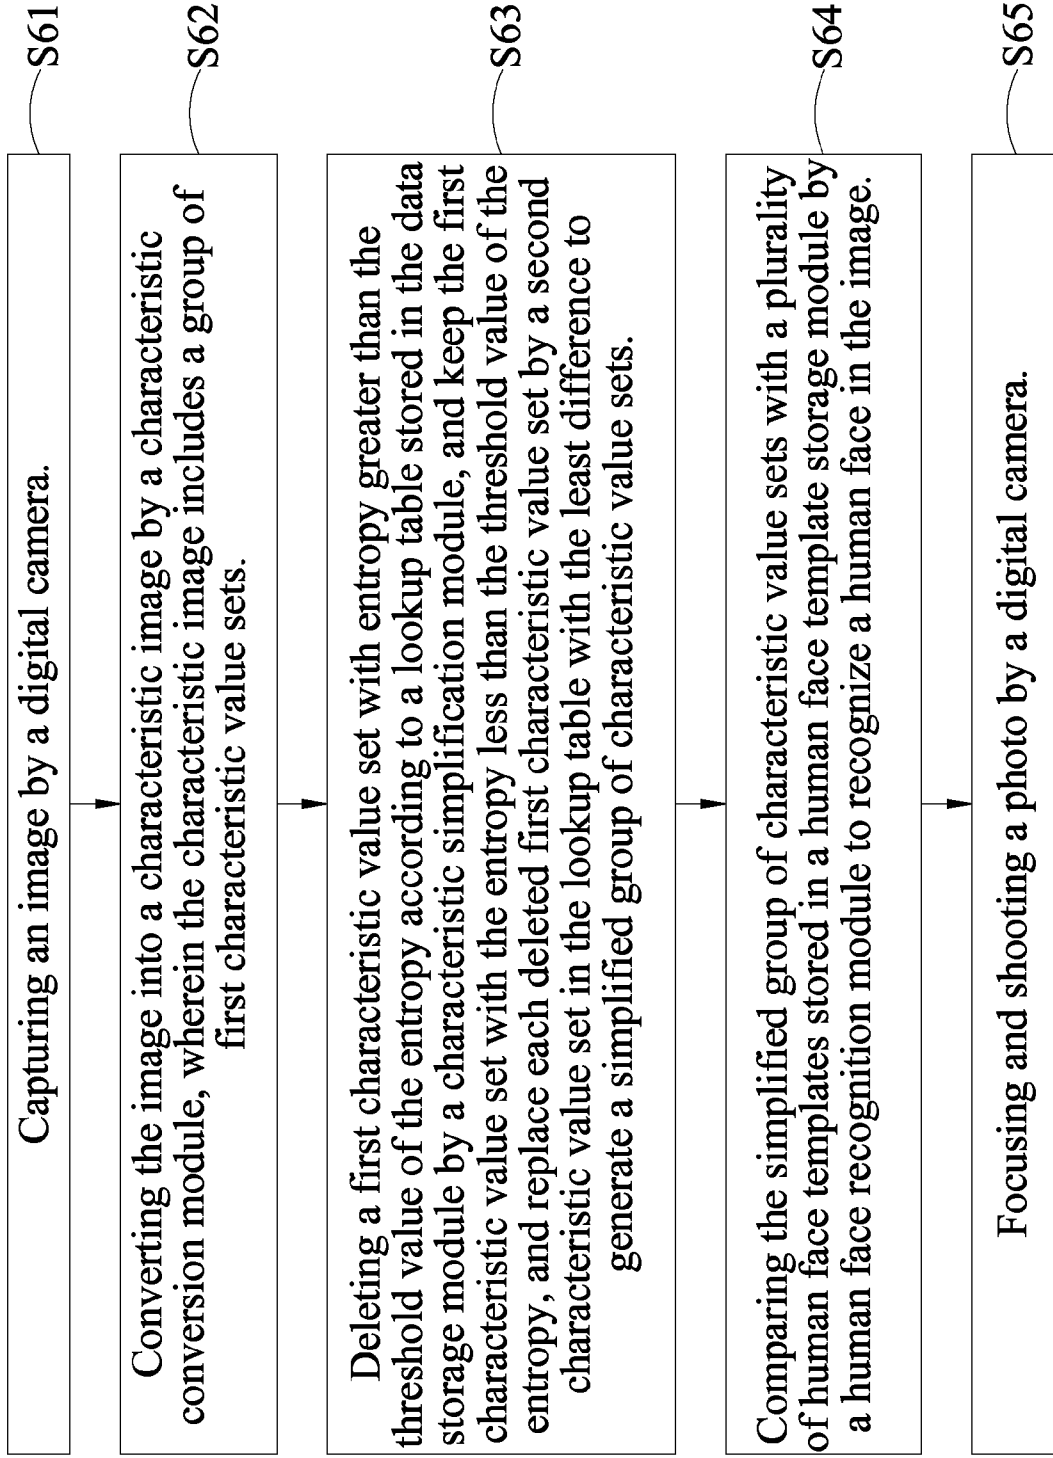 Capturing an image by a digital camera.
S61
Converting the image into a characteristic image by a characteristic
conversion module, wherein the characteristic image includes a group of
first characteristic value sets.
S62
Deleting a first characteristic value set with entropy greater than the
threshold value of the entropy according to a lookup table stored in the data
storage module by a characteristic simplification module, and keep the first
characteristic value set with the entropy less than the threshold value of the
entropy, and replace each deleted first characteristic value set by a second
characteristic value set in the lookup table with the least difference to
generate a simplified group of characteristic value sets.
S63
Comparing the simplified group of characteristic value sets with a plurality
of human face templates stored in a human face template storage module by
a human face recognition module to recognize a human face in the image.
S64
Focusing and shooting a photo by a digital camera.
S65